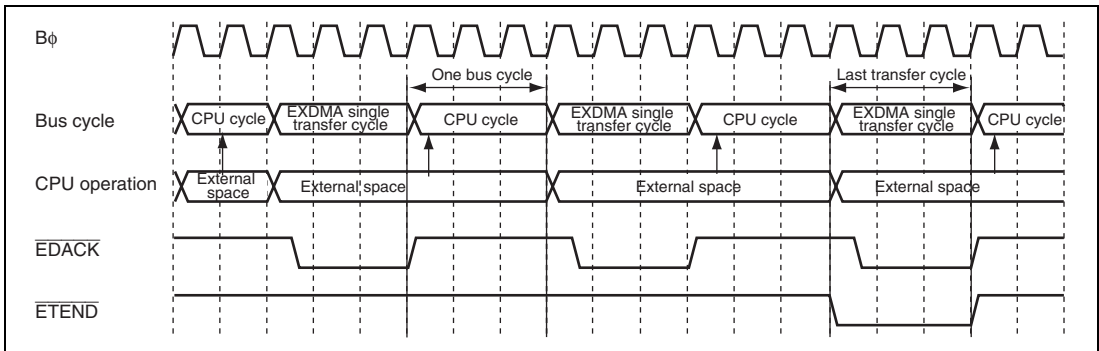 Bϕ
One bus cycle
Last transfer cycle
Bus cycle
CPU cycle
EXDMA single
transfer cycle
CPU cycle
EXDMA single
transfer cycle
CPU cycle
EXDMA single
transfer cycle
CPU cycle
CPU operation
External
space
External space
External space
External space
EDACK
ETEND